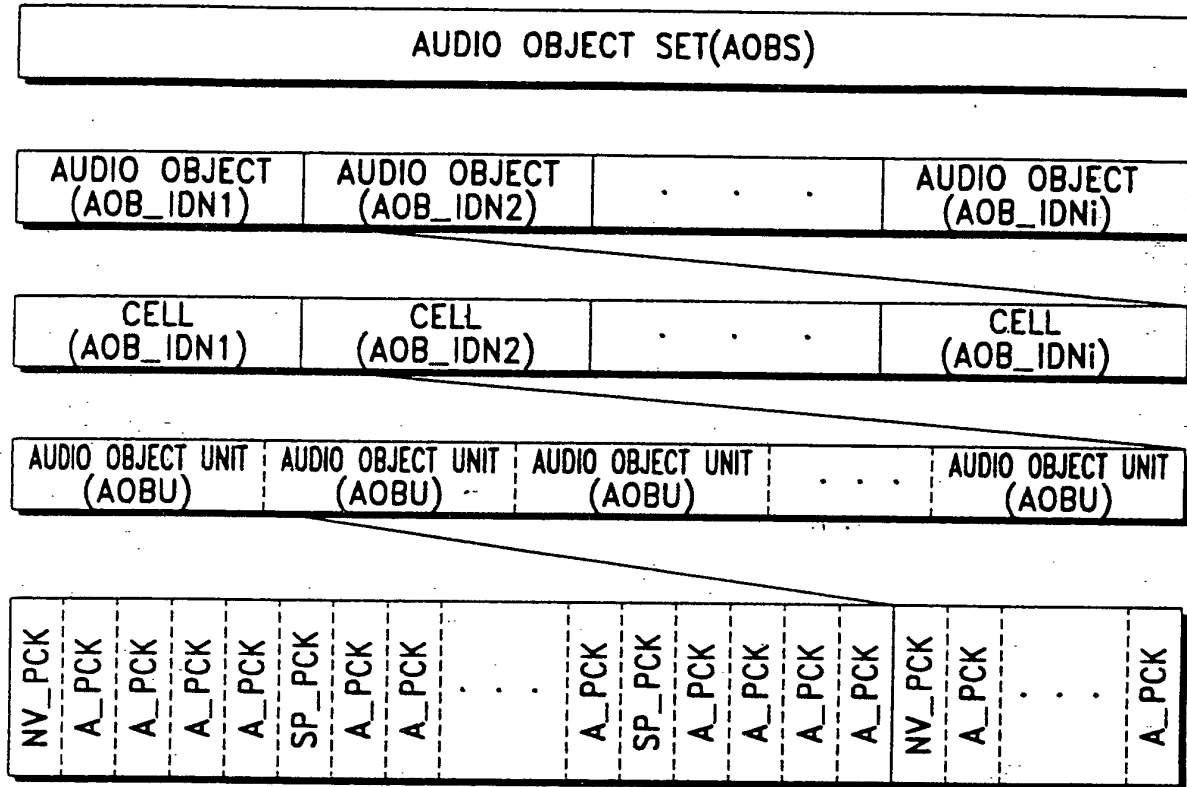 AUDIO OBJECT SET(AOBS)
AUDIO OBJECT
(AOB_IDN1)
AUDIO OBJECT
(AOB_IDN2)
. . .
AUDIO OBJECT
(AOB_IDNi)
CELL
(AOB_IDN1)
CELL
(AOB_IDN2)
. . .
CELL
(AOB_IDNi)
AUDIO OBJECT UNIT
(AOBU)
AUDIO OBJECT UNIT
(AOBU)
AUDIO OBJECT UNIT
(AOBU)
. . .
AUDIO OBJECT UNIT
(AOBU)
NV_PCK
A_PCK
A_PCK
A_PCK
A_PCK
SP_PCK
A_PCK
A_PCK
. . .
A_PCK
SP_PCK
A_PCK
A_PCK
A_PCK
A_PCK
NV_PCK
A_PCK
. . .
A_PCK